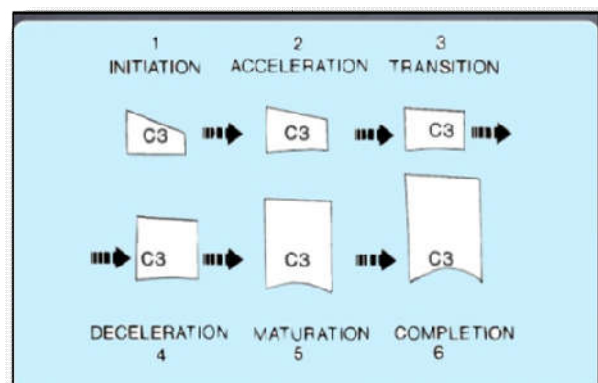 1 2 3
INITIATION ACCELERATION TRANSITION
C3 C3 C3
C3 C3 C3
DECELERATION MATURATION COMPLETION
4 5 6